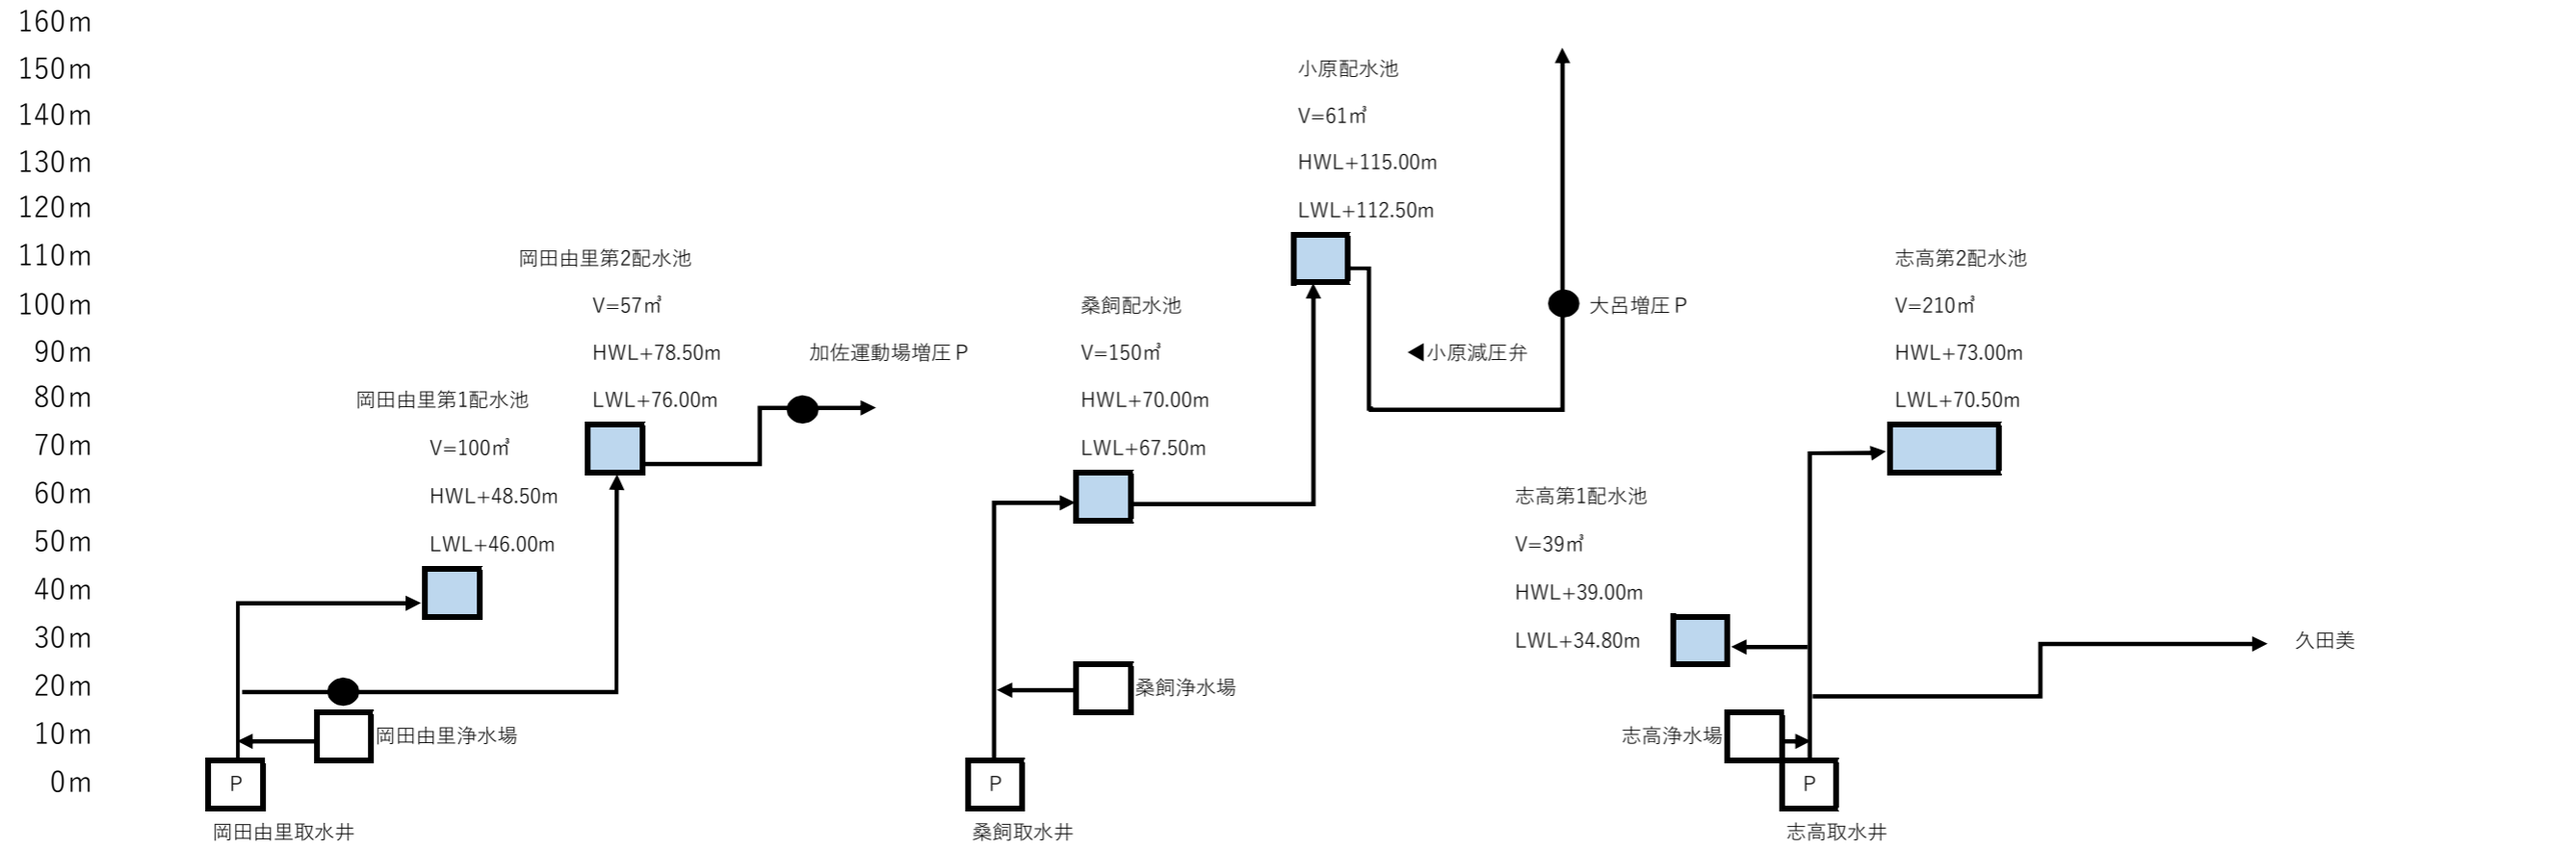 160m
150m
140m
130m
120m
110m
100m
90m
80m
70m
60m
50m
40m
30m
20m
10m
0m
岡田由里第1配水池
V=100㎥
HWL+48.50m
LWL+46.00m
岡田由里第2配水池
V=57㎥
HWL+78.50m
LWL+76.00m
加佐運動場増圧P
岡田由里浄水場
P
岡田由里取水井
桑飼配水池
V=150㎥
HWL+70.00m
LWL+67.50m
桑飼浄水場
P
桑飼取水井
小原配水池
V=61㎥
HWL+115.00m
LWL+112.50m
◀小原減圧弁
大呂増圧P
志高第1配水池
V=39㎥
HWL+39.00m
LWL+34.80m
志高第2配水池
V=210㎥
HWL+73.00m
LWL+70.50m
久田美
志高浄水場
P
志高取水井